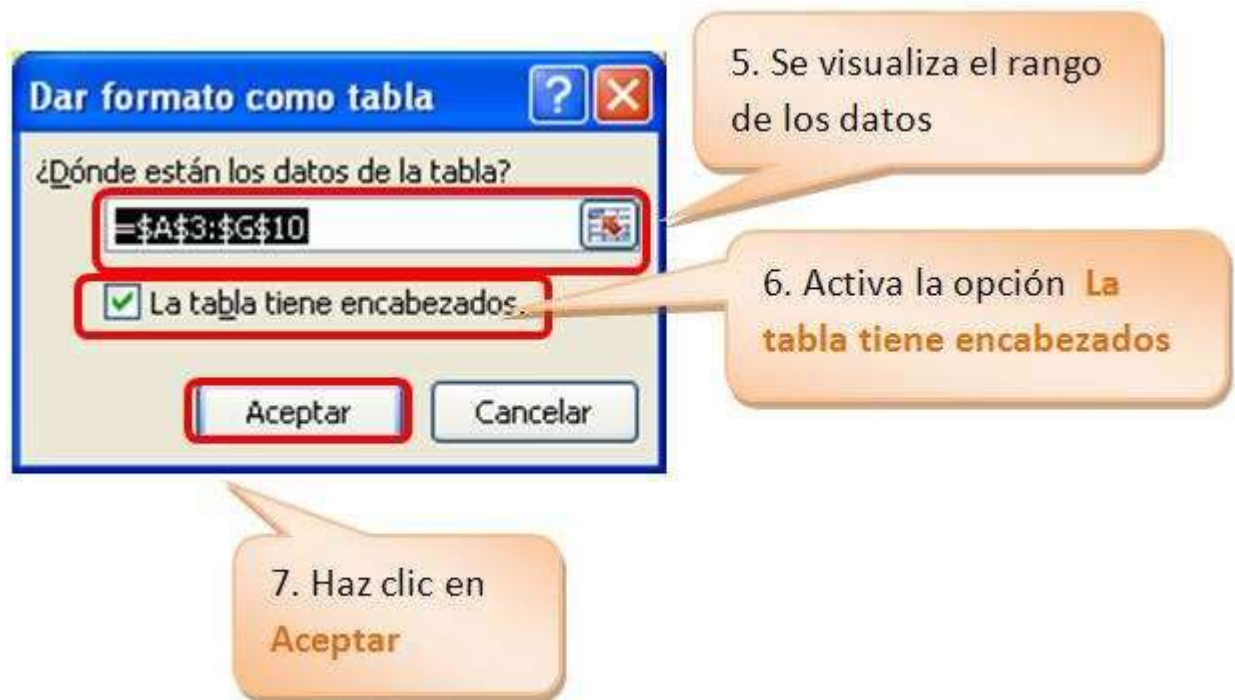 Dar formato como tabla
¿Dónde están los datos de la tabla?
=$A$3:$G$10
La tabla tiene encabezados.
Aceptar
Cancelar
5. Se visualiza el rango
de los datos
6. Activa la opción La
tabla tiene encabezados
7. Haz clic en
Aceptar